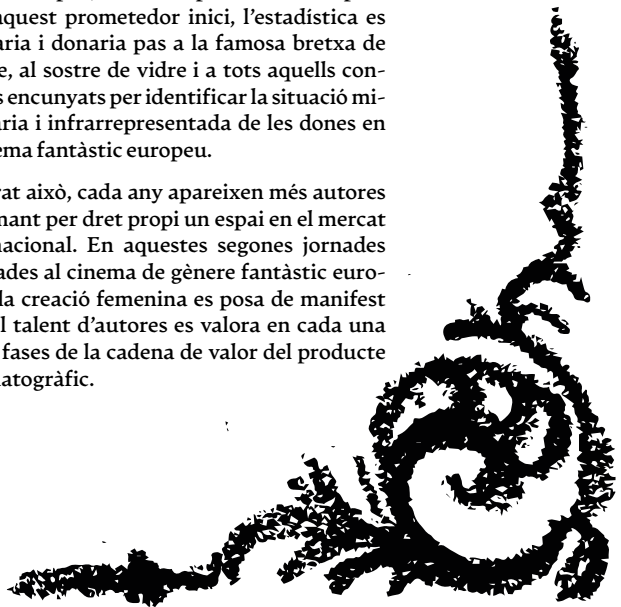 aquest prometedor inici, l’estadística es
aria i donaria pas a la famosa bretxa de
e, al sostre de vidre i a tots aquells con-
s encunyats per identificar la situació mi-
aria i infrarrepresentada de les dones en
ema fantàstic europeu.
rat això, cada any apareixen més autores
mant per dret propi un espai en el mercat
nacional. En aquestes segones jornades
ades al cinema de gènere fantàstic euro-
la creació femenina es posa de manifest
l talent d’autores es valora en cada una
fases de la cadena de valor del producte
natogràfic.